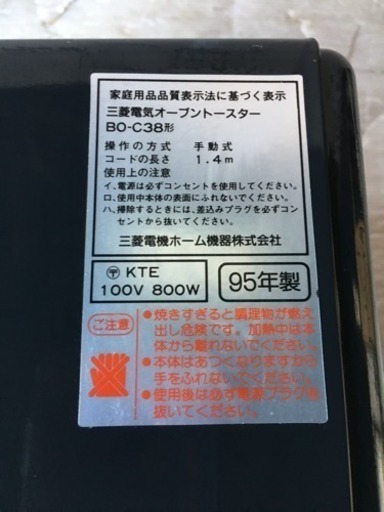 家庭用品品質表示法に基づく表示
三菱電気オーブントースター
BO-C38形
操作の方式 手動式
コードの長さ 1.4m
使用上の注意
イ、電源は必ずコンセントを使用してください。
ロ、使用中本体の表面にふれないでください。
ハ、掃除するときには、差込みプラグを必ずコン
セントから抜いてください。
三菱電機ホーム機器株式会社
〒 KTE
100V 800W
95年製
ご注意
●焼きすぎると調理物が燃え
出し危険です。加熱中は本
体から離れないでください。
●本体はあつくなりますから
手をふれないでください。
●使用後は必ず電源プラグを
抜いてください。